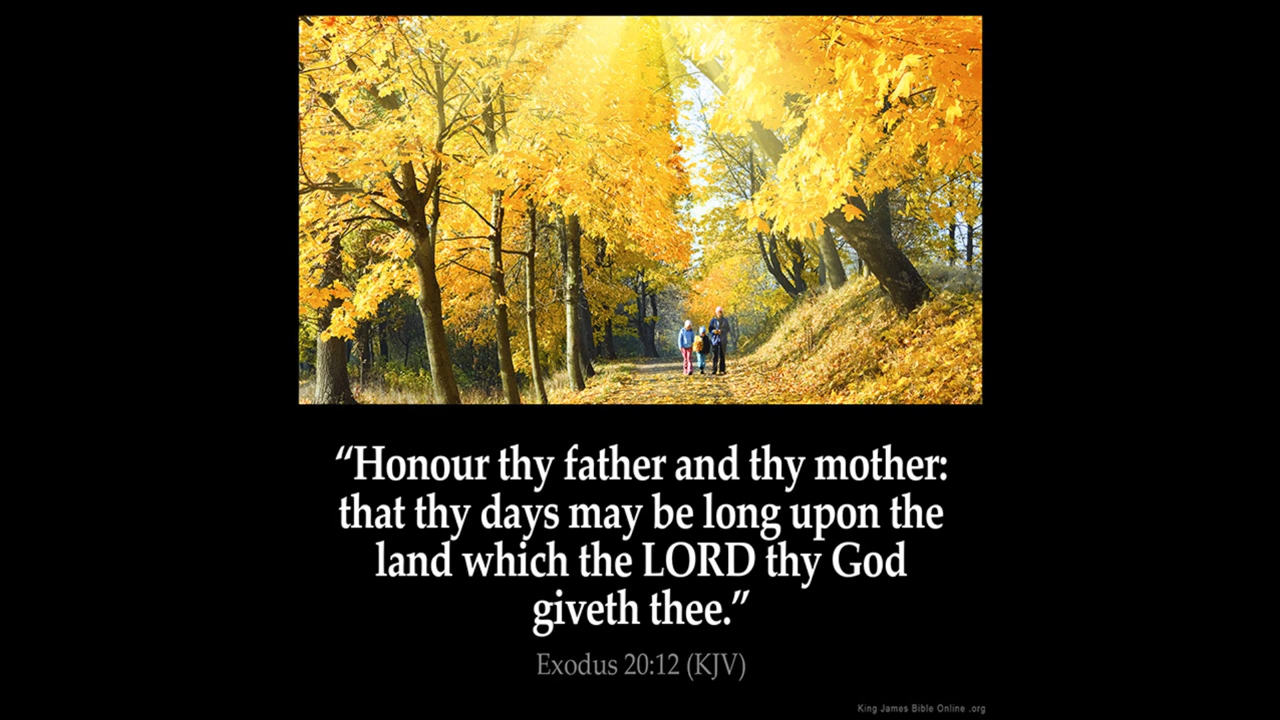 “Honour thy father and thy mother:
that thy days may be long upon the
land which the LORD thy God
giveth thee.”
Exodus 20:12 (KJV)
King James Bible Online .org